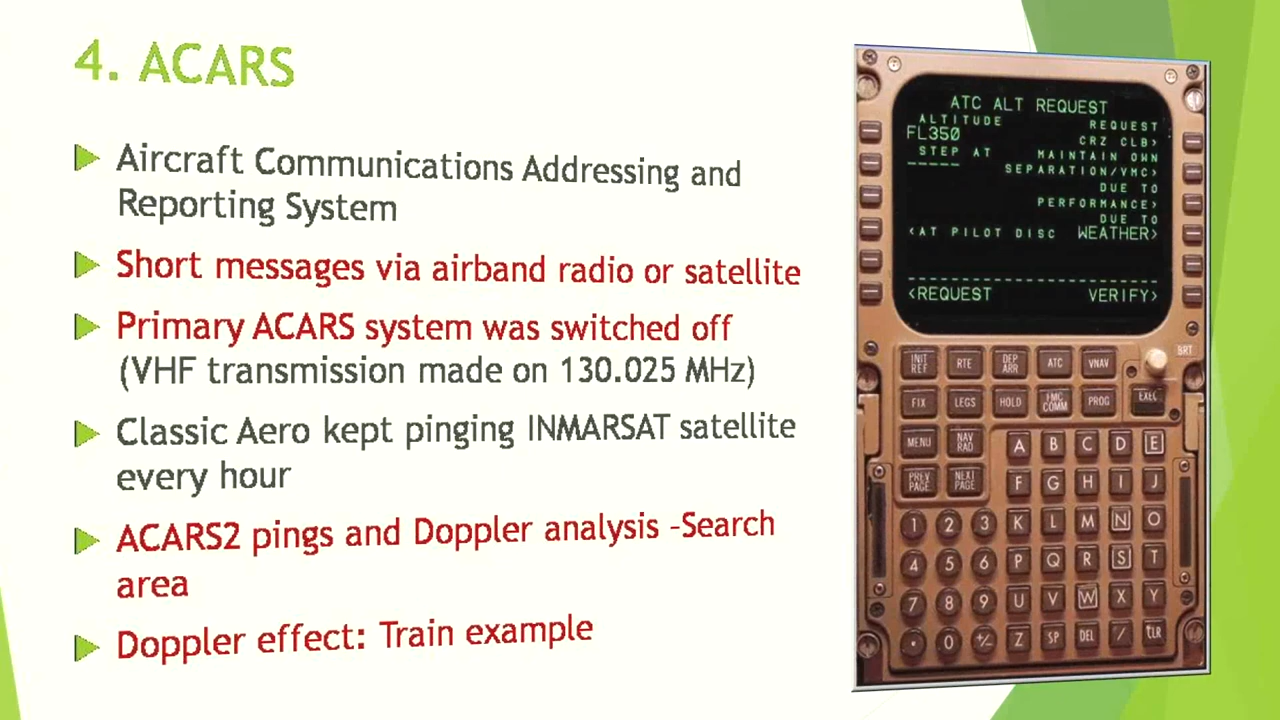 4. ACARS
Aircraft Communications Addressing and
Reporting System
Short messages via airband radio or satellite
Primary ACARS system was switched off
(VHF transmission made on 130.025 MHz)
Classic Aero kept pinging INMARSAT satellite
every hour
ACARS2 pings and Doppler analysis -Search
area
Doppler effect: Train example
ATC ALT REQUEST
ALTITUDE REQUEST
FL350 CRZ CLB>
STEP AT MAINTAIN OWN
----- SEPARATION/VMC>
DUE TO
PERFORMANCE>
DUE TO
<AT PILOT DISC WEATHER>
<REQUEST VERIFY>
BRT
INIT REF RTE DEP ARR ATC VNAV
FIX LEGS HOLD FMC COMM PROG EXEC
MENU NAV RAD
PREV PAGE NEXT PAGE
A B C D E
F G H I J
1 2 3 K L M N O
4 5 6 P Q R S T
7 8 9 U V W X Y
. 0 +/- Z SP DEL / CLR